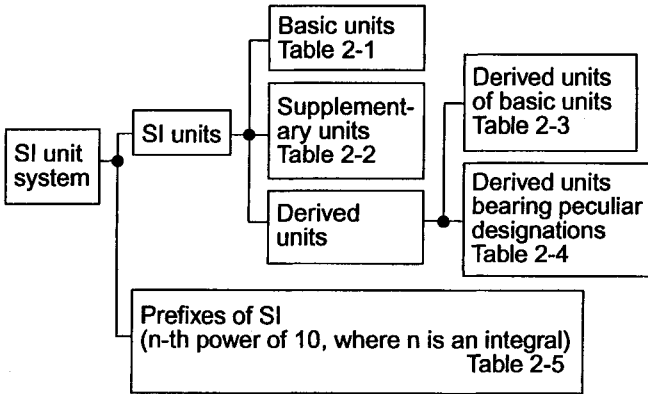 SI unit
system
SI units
Basic units
Table 2-1
Supplement-
ary units
Table 2-2
Derived
units
Derived units
of basic units
Table 2-3
Derived units
bearing peculiar
designations
Table 2-4
Prefixes of SI
(n-th power of 10, where n is an integral)
Table 2-5